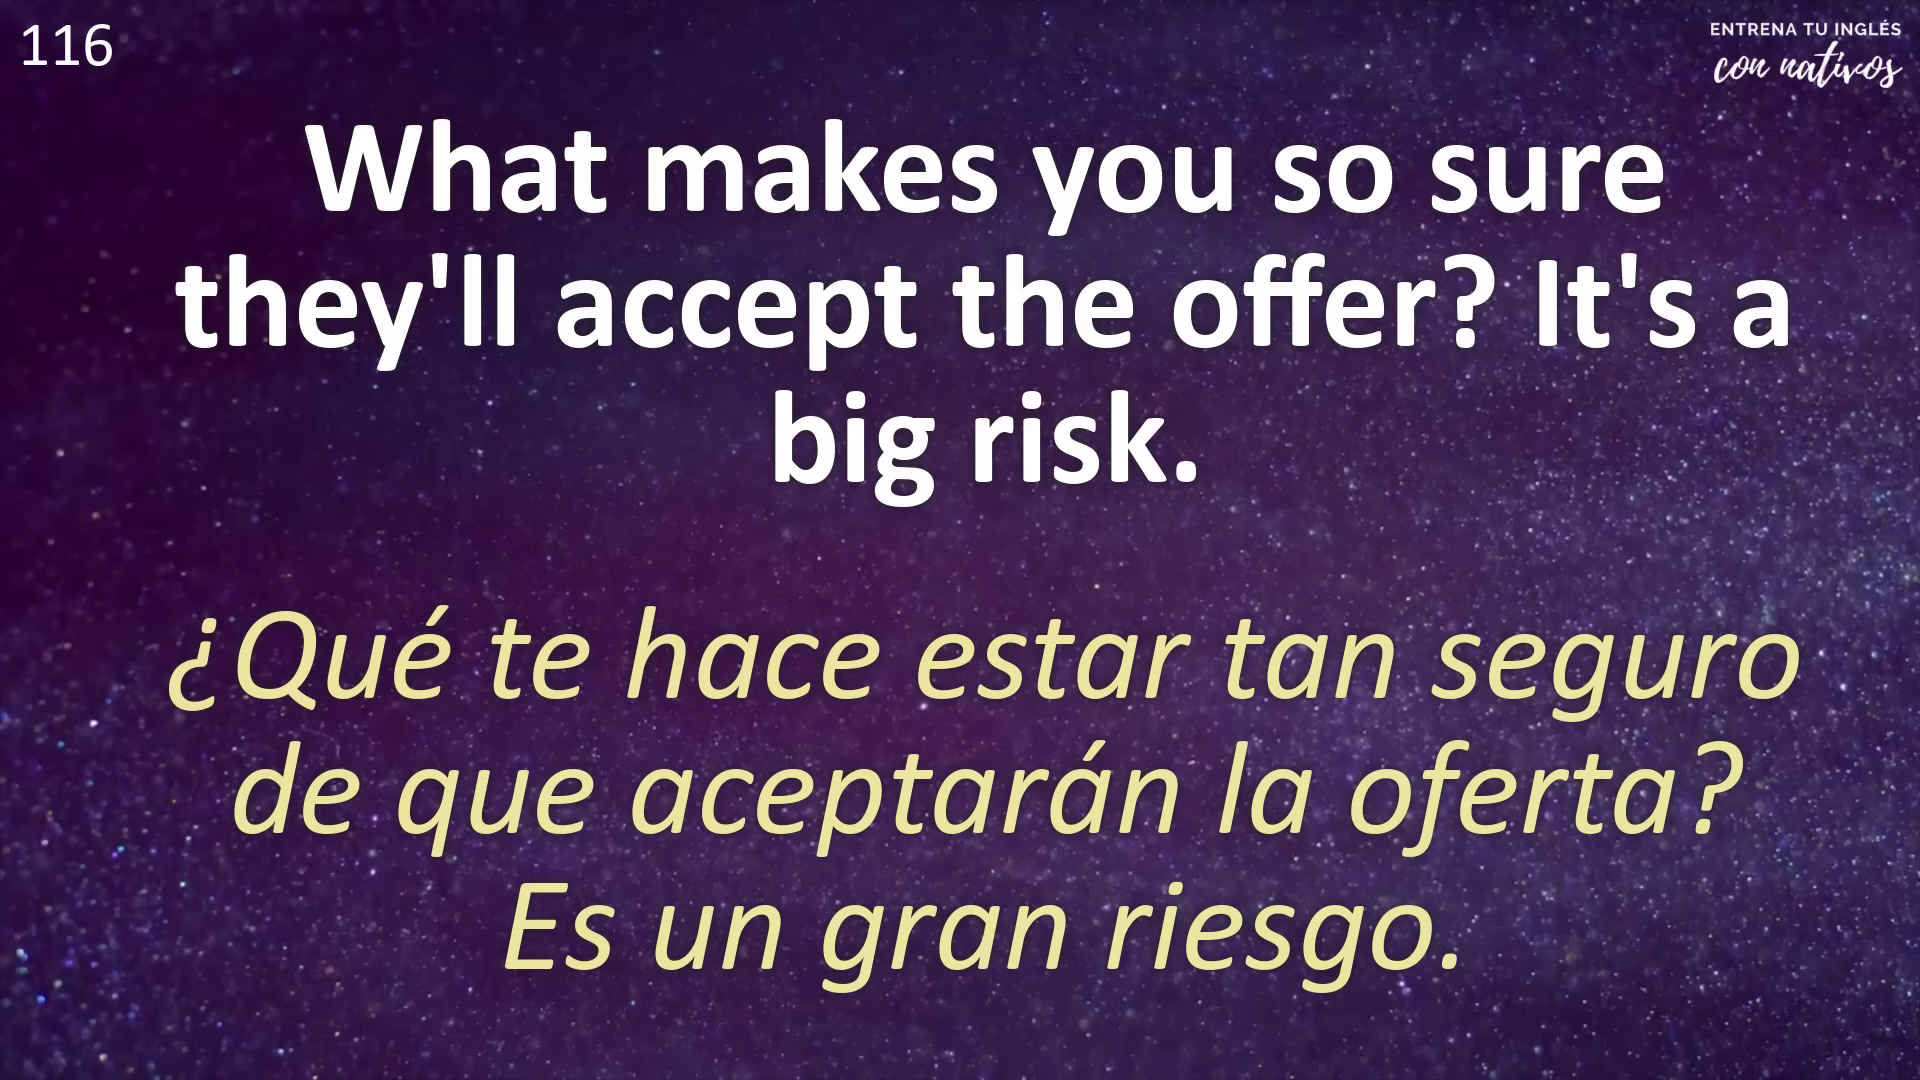 116
ENTRENA TU INGLÉS
con nativos
What makes you so sure
they'll accept the offer? It's a
big risk.
¿Qué te hace estar tan seguro
de que aceptarán la oferta?
Es un gran riesgo.